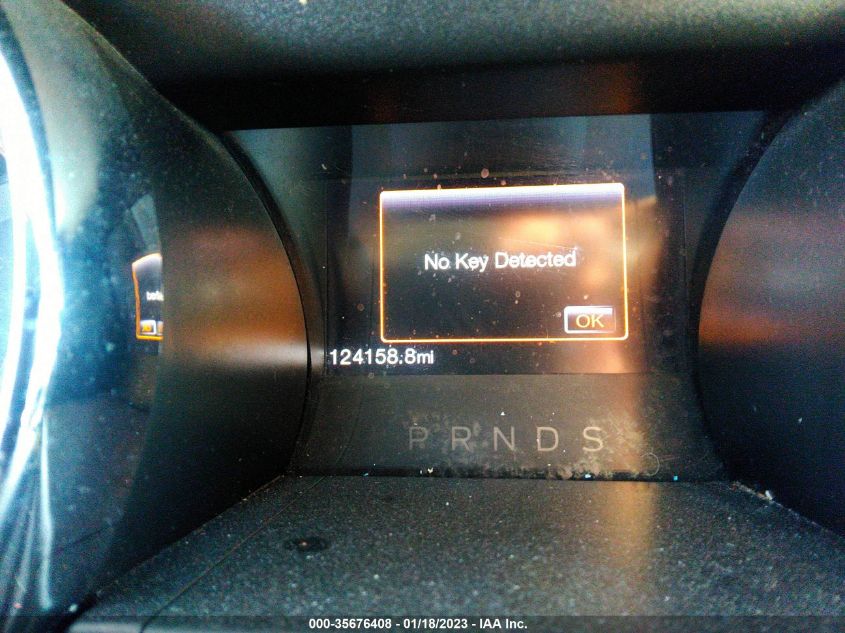 No Key Detected
OK
124158.8mi
P R N D S
000-35676408 - 01/18/2023 - IAA Inc.